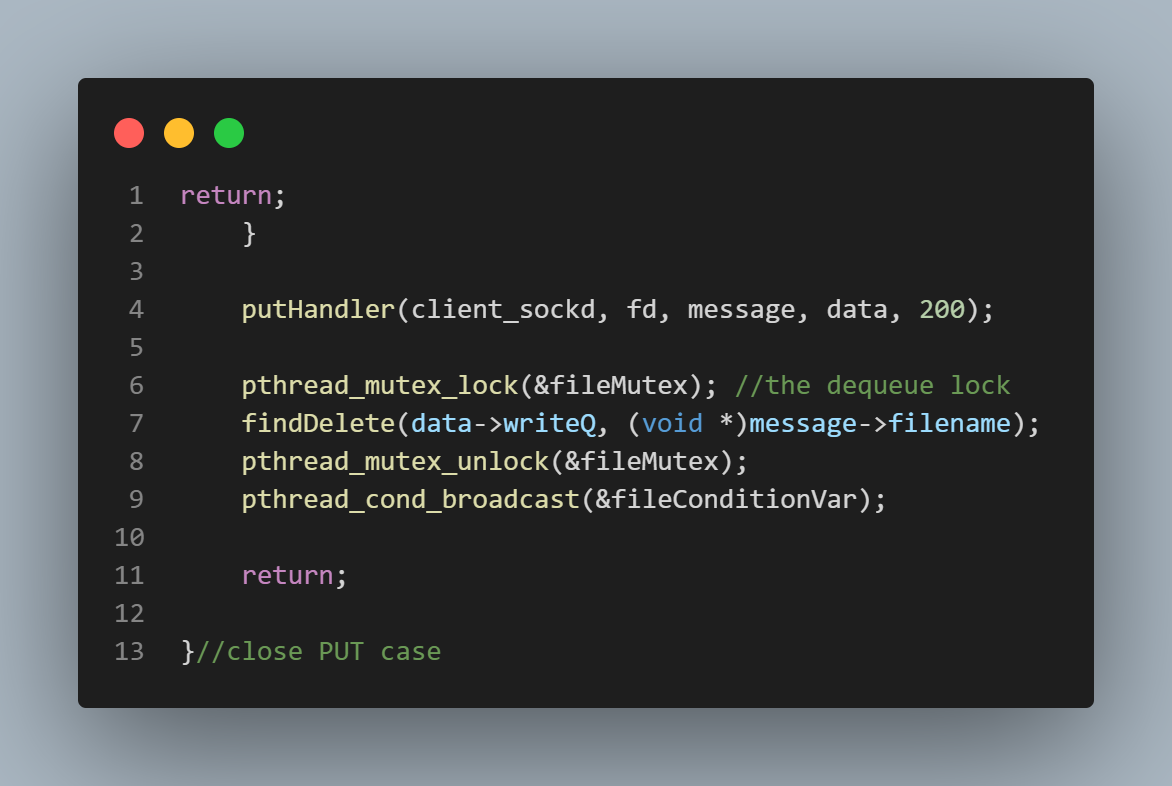 1 return;
2     }
3
4     putHandler(client_sockd, fd, message, data, 200);
5
6     pthread_mutex_lock(&fileMutex); //the dequeue lock
7     findDelete(data->writeQ, (void *)message->filename);
8     pthread_mutex_unlock(&fileMutex);
9     pthread_cond_broadcast(&fileConditionVar);
10
11     return;
12
13 }//close PUT case